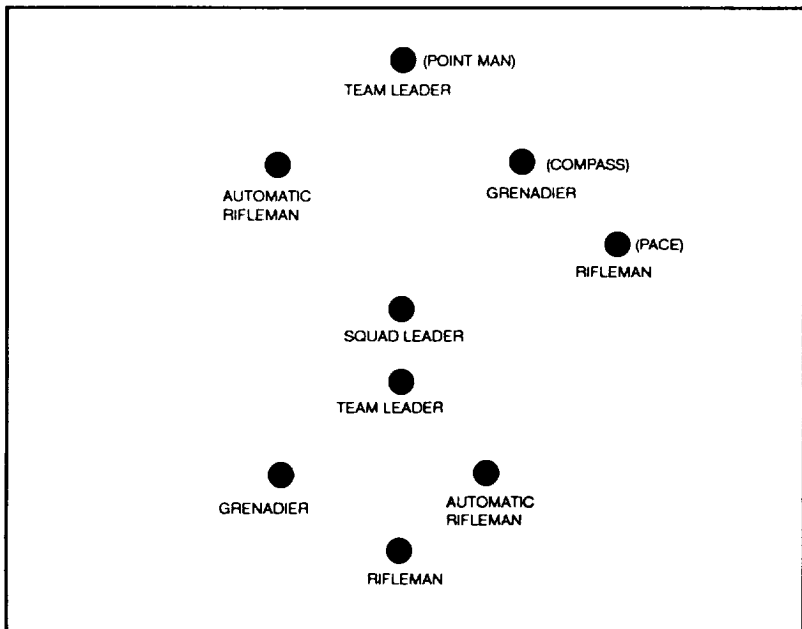 (POINT MAN)
TEAM LEADER
AUTOMATIC
RIFLEMAN
(COMPASS)
GRENADIER
(PACE)
RIFLEMAN
SQUAD LEADER
TEAM LEADER
GRENADIER
AUTOMATIC
RIFLEMAN
RIFLEMAN